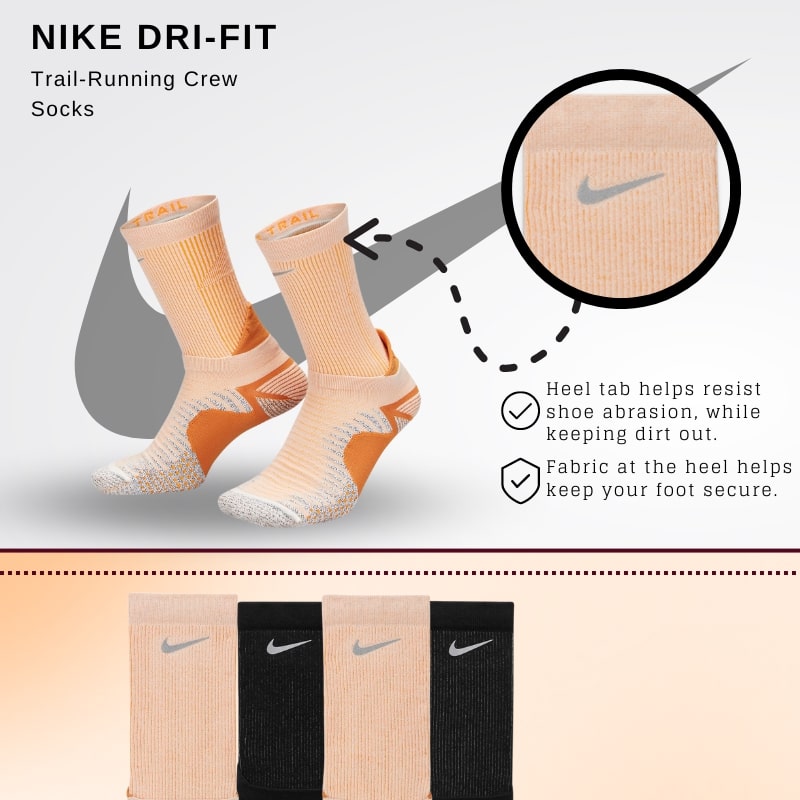 NIKE DRI-FIT
Trail-Running Crew
Socks
TRAIL
TRAIL
Heel tab helps resist
shoe abrasion, while
keeping dirt out.
Fabric at the heel helps
keep your foot secure.